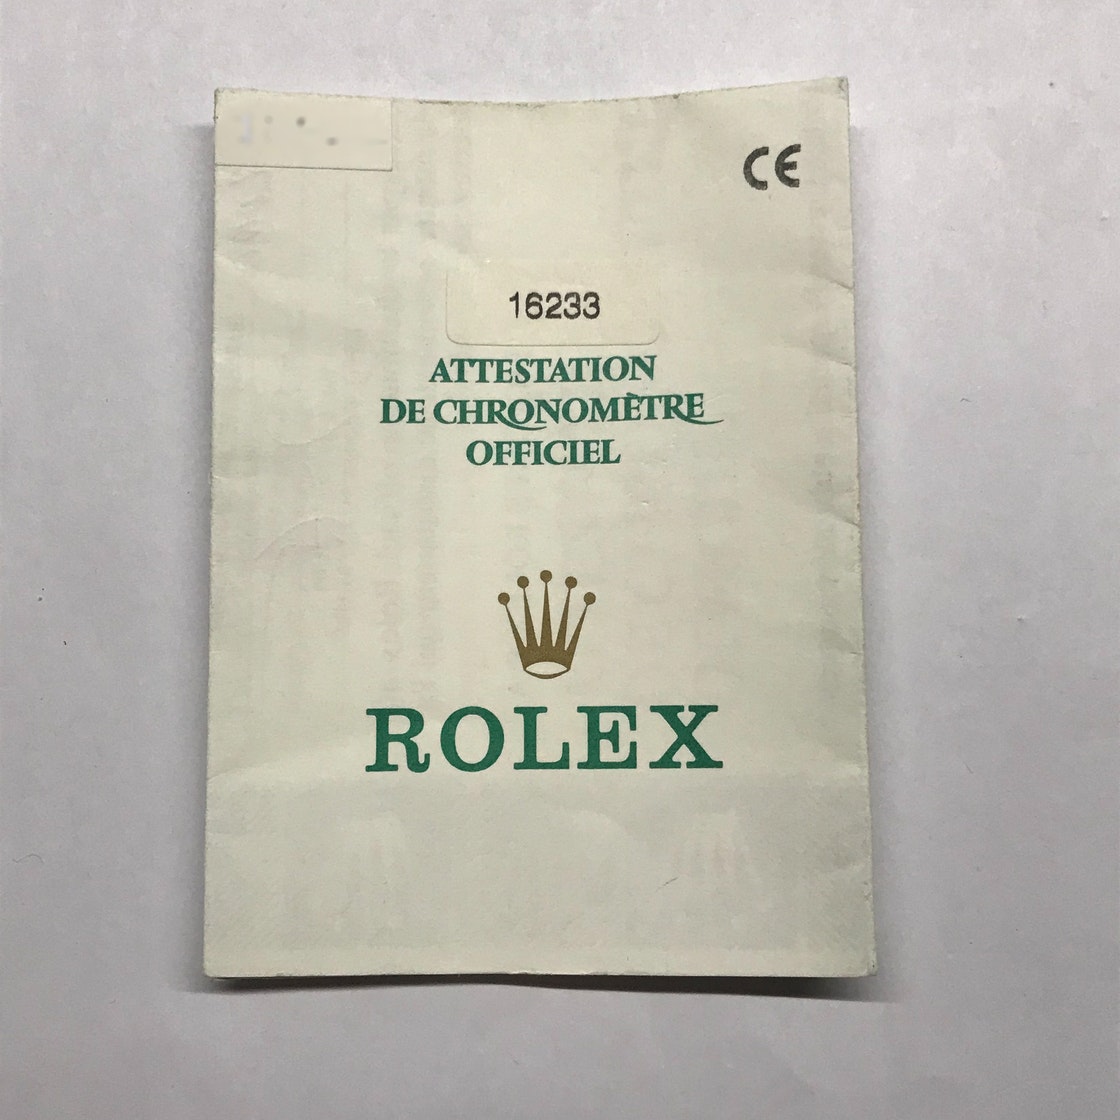 CE
16233
ATTESTATION
DE CHRONOMÈTRE
OFFICIEL
ROLEX